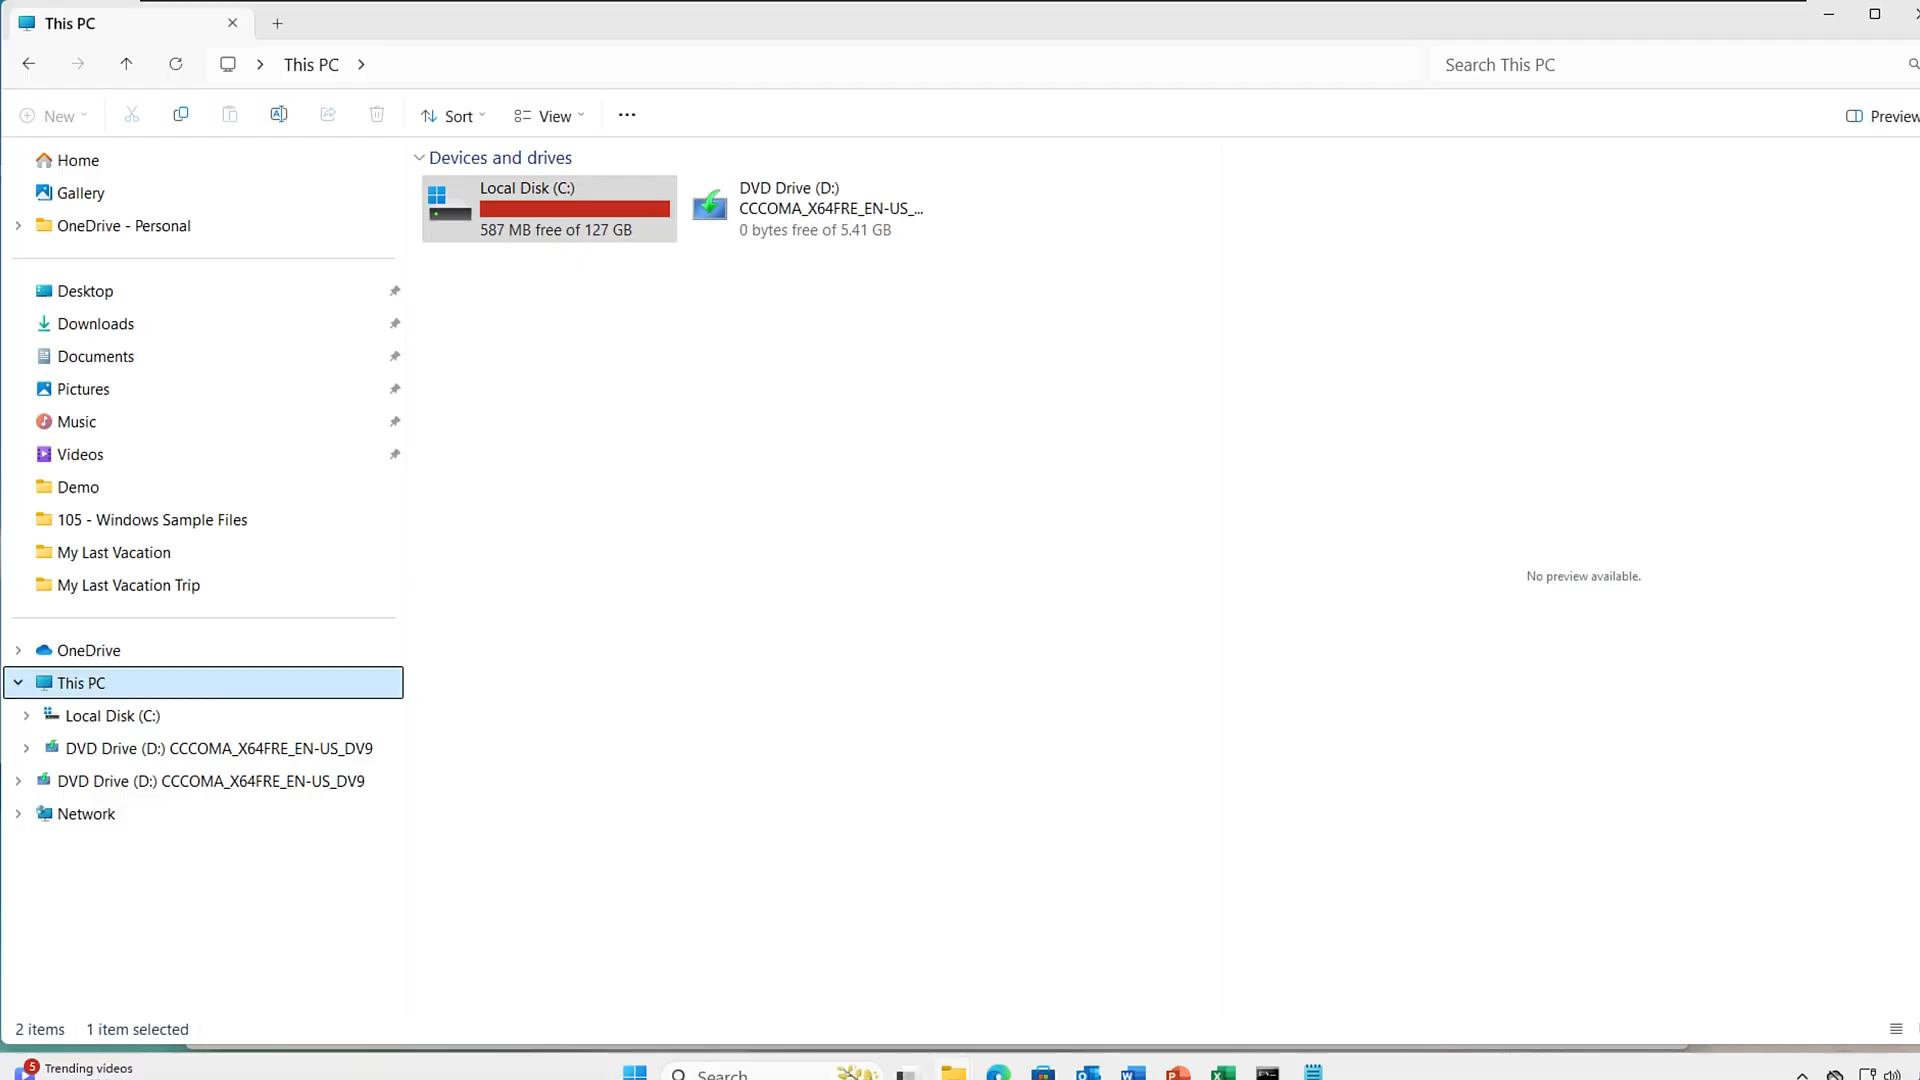 This PC
This PC
Search This PC
New
Sort
View
Preview
Home
Gallery
OneDrive - Personal
Desktop
Downloads
Documents
Pictures
Music
Videos
Demo
105 - Windows Sample Files
My Last Vacation
My Last Vacation Trip
OneDrive
This PC
Local Disk (C:)
DVD Drive (D:) CCCOMA_X64FRE_EN-US_DV9
DVD Drive (D:) CCCOMA_X64FRE_EN-US_DV9
Network
Devices and drives
Local Disk (C:)
587 MB free of 127 GB
DVD Drive (D:)
CCCOMA_X64FRE_EN-US_...
0 bytes free of 5.41 GB
No preview available.
2 items
1 item selected
5
Trending videos
Search